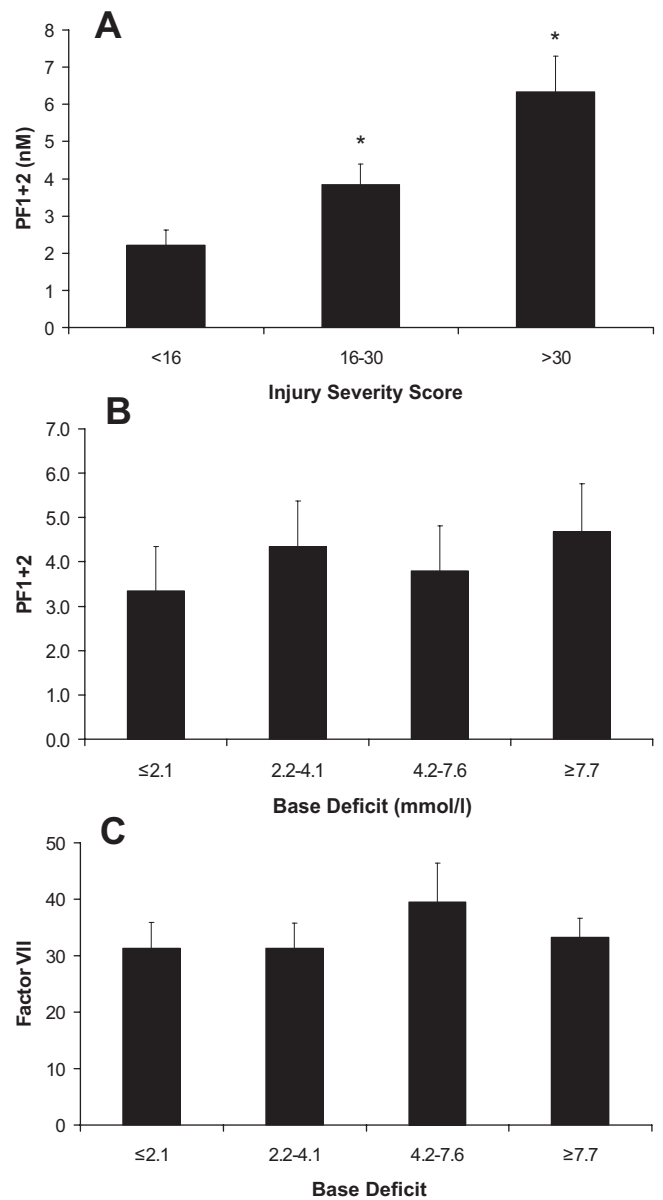 A
8
7
6
5
4
3
2
1
0
PF1+2 (nM)
*
*
<16 16-30 >30
Injury Severity Score
B
7.0
6.0
5.0
4.0
3.0
2.0
1.0
0.0
PF1+2
≤2.1 2.2-4.1 4.2-7.6 ≥7.7
Base Deficit (mmol/l)
C
50
40
30
20
10
0
Factor VII
≤2.1 2.2-4.1 4.2-7.6 ≥7.7
Base Deficit